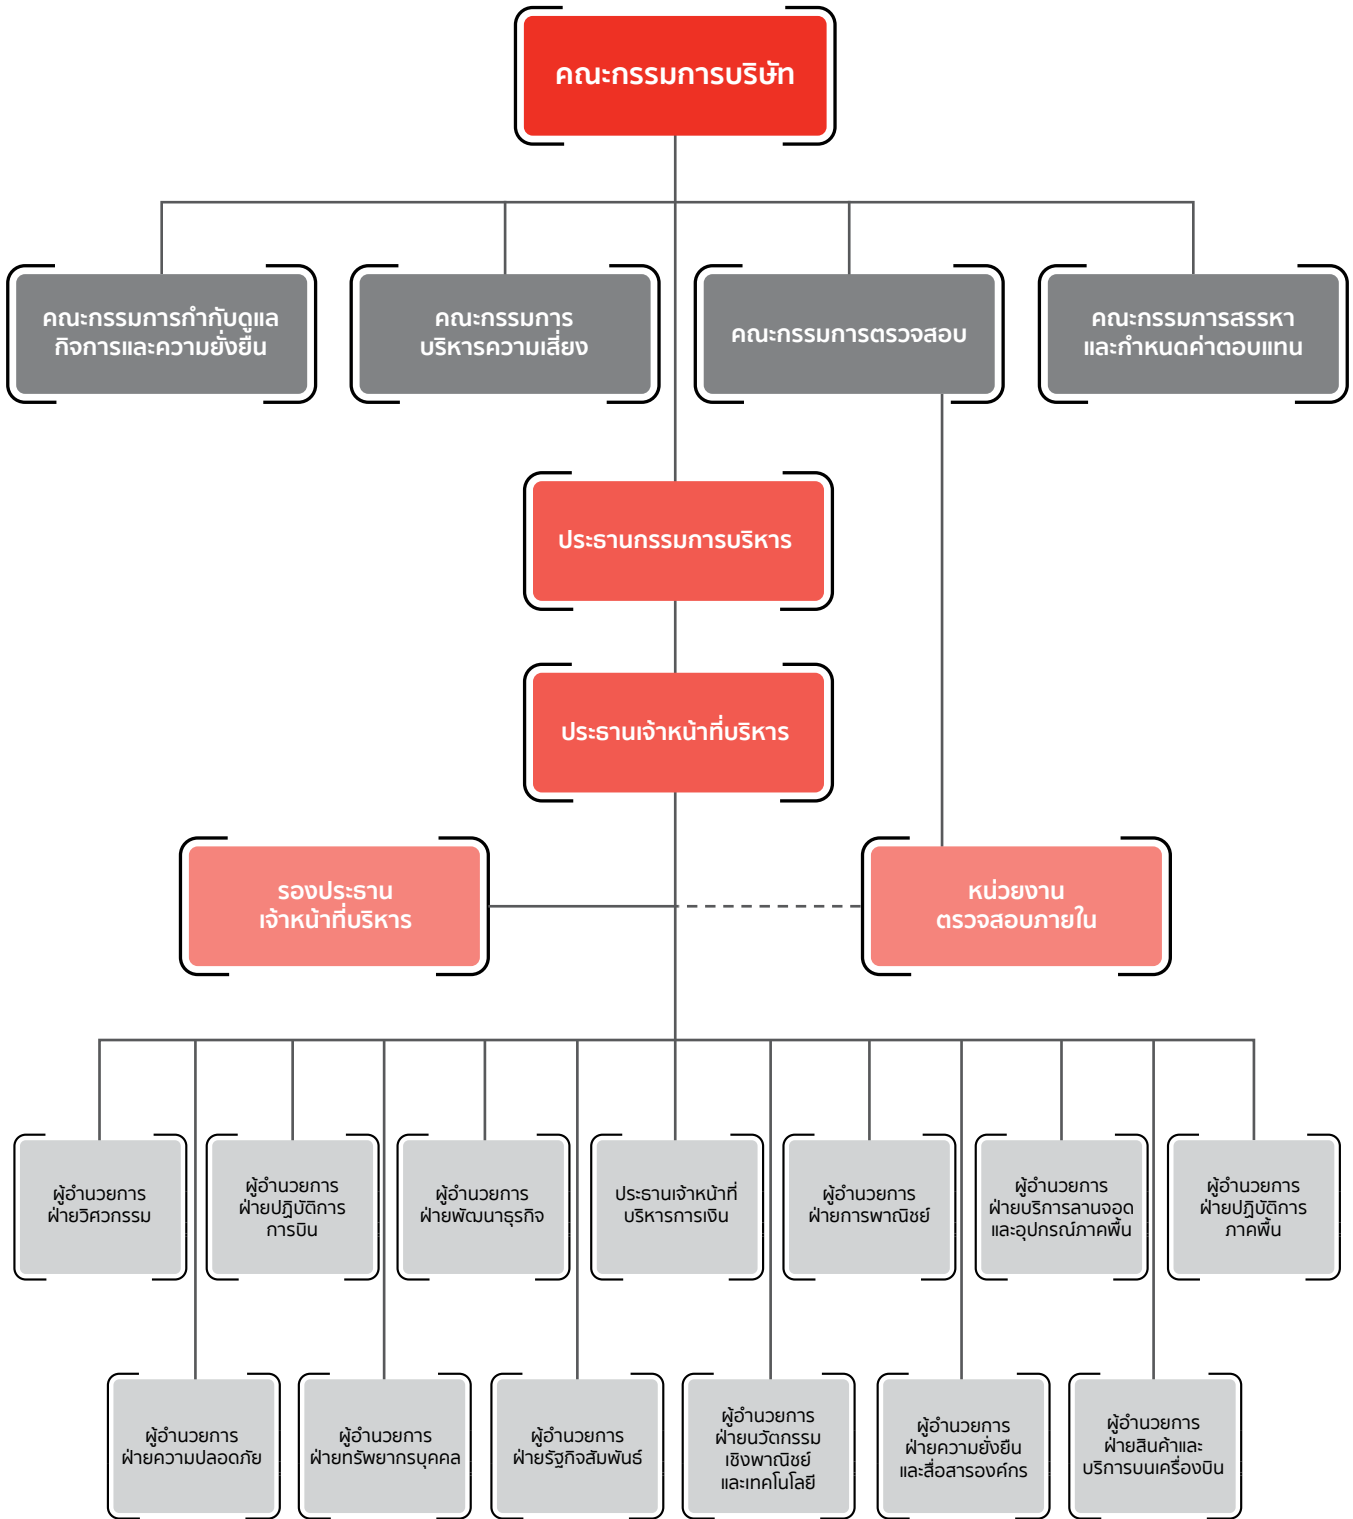 คณะกรรมการบริษัท
คณะกรรมการกำกับดูแล
กิจการและความยั่งยืน
คณะกรรมการ
บริหารความเสี่ยง
คณะกรรมการตรวจสอบ
คณะกรรมการสรรหา
และกำหนดค่าตอบแทน
ประธานกรรมการบริหาร
ประธานเจ้าหน้าที่บริหาร
รองประธาน
เจ้าหน้าที่บริหาร
หน่วยงาน
ตรวจสอบภายใน
ผู้อำนวยการ
ฝ่ายวิศวกรรม
ผู้อำนวยการ
ฝ่ายปฏิบัติการ
การบิน
ผู้อำนวยการ
ฝ่ายพัฒนาธุรกิจ
ประธานเจ้าหน้าที่
บริหารการเงิน
ผู้อำนวยการ
ฝ่ายการพาณิชย์
ผู้อำนวยการ
ฝ่ายบริการลานจอด
และอุปกรณ์ภาคพื้น
ผู้อำนวยการ
ฝ่ายปฏิบัติการ
ภาคพื้น
ผู้อำนวยการ
ฝ่ายความปลอดภัย
ผู้อำนวยการ
ฝ่ายทรัพยากรบุคคล
ผู้อำนวยการ
ฝ่ายรัฐกิจสัมพันธ์
ผู้อำนวยการ
ฝ่ายนวัตกรรม
เชิงพาณิชย์
และเทคโนโลยี
ผู้อำนวยการ
ฝ่ายความยั่งยืน
และสื่อสารองค์กร
ผู้อำนวยการ
ฝ่ายสินค้าและ
บริการบนเครื่องบิน